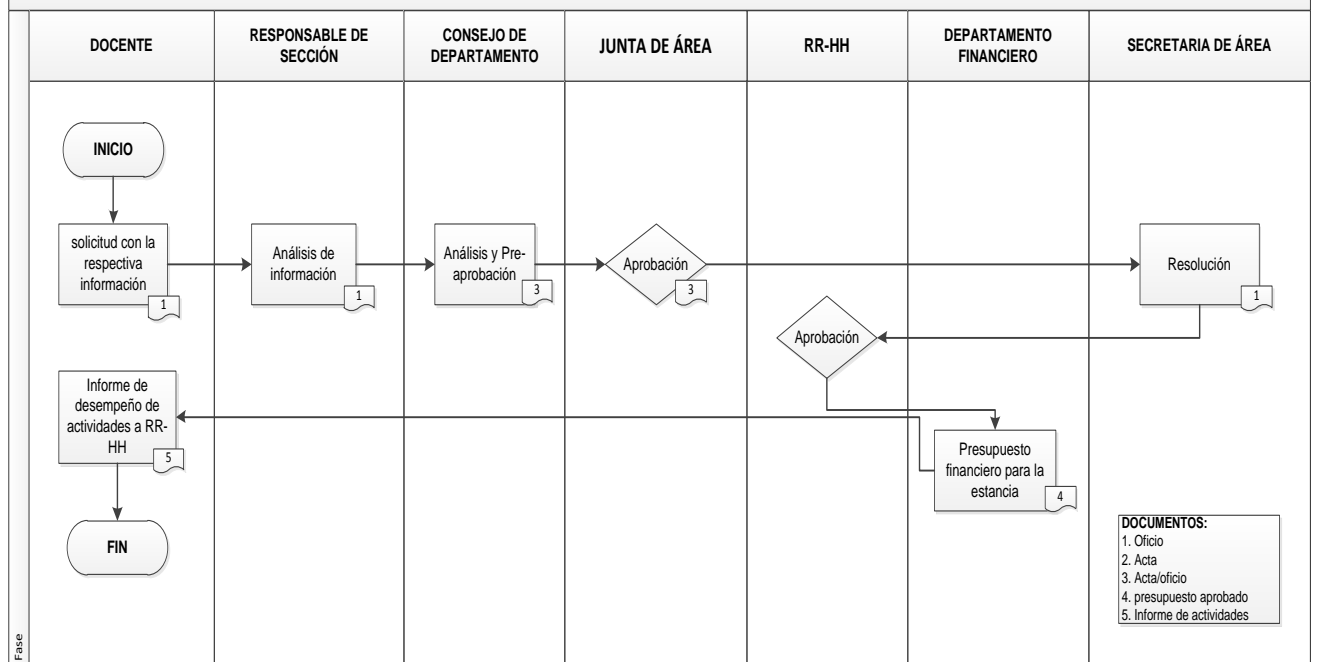 DOCENTE
RESPONSABLE DE
SECCIÓN
CONSEJO DE
DEPARTAMENTO
JUNTA DE ÁREA
RR-HH
DEPARTAMENTO
FINANCIERO
SECRETARIA DE ÁREA
INICIO
solicitud con la
respectiva
información
1
Análisis de
información
1
Análisis y Pre-
aprobación
3
Aprobación
3
Resolución
1
Aprobación
Informe de
desempeño de
actividades a RR-
HH
5
Presupuesto
financiero para la
estancia
4
FIN
DOCUMENTOS:
1. Oficio
2. Acta
3. Acta/oficio
4. presupuesto aprobado
5. Informe de actividades
Fase